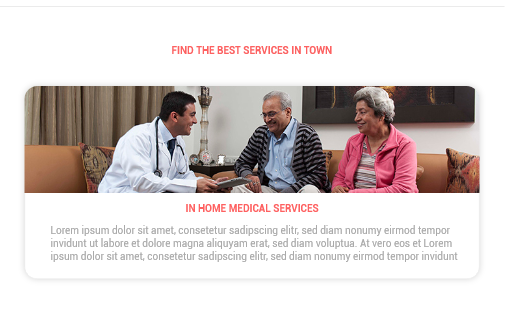 FIND THE BEST SERVICES IN TOWN
IN HOME MEDICAL SERVICES
Lorem ipsum dolor sit amet, consetetur sadipscing elitr, sed diam nonumy eirmod tempor
invidunt ut labore et dolore magna aliquyam erat, sed diam voluptua. At vero eos et Lorem
ipsum dolor sit amet, consetetur sadipscing elitr, sed diam nonumy eirmod tempor invidunt